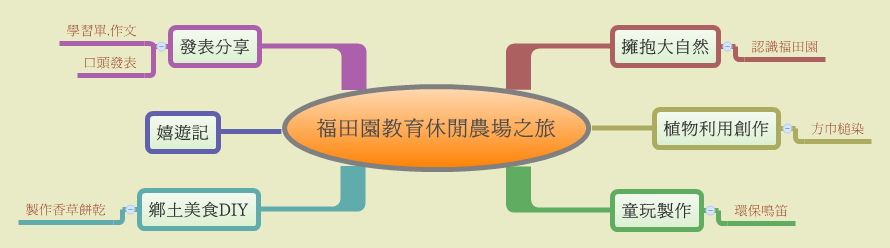 福田園教育休閒農場之旅
擁抱大自然
認識福田園
植物利用創作
方巾槌染
童玩製作
環保鳴笛
鄉土美食DIY
製作香草餅乾
嬉遊記
發表分享
學習單.作文
口頭發表